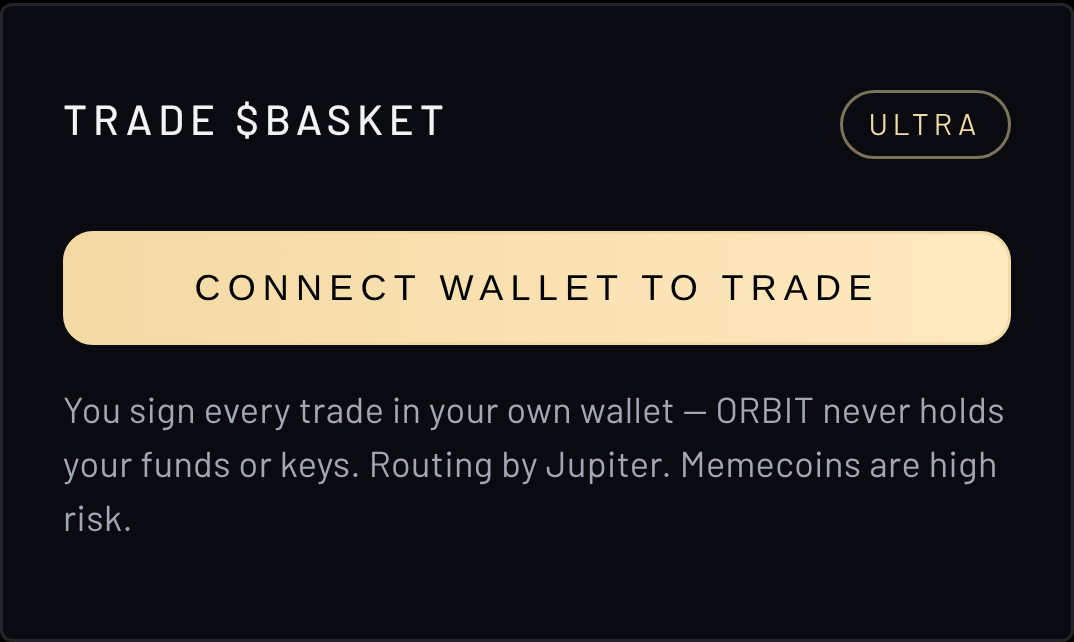 TRADE $BASKET
ULTRA
CONNECT WALLET TO TRADE
You sign every trade in your own wallet — ORBIT never holds
your funds or keys. Routing by Jupiter. Memecoins are high
risk.